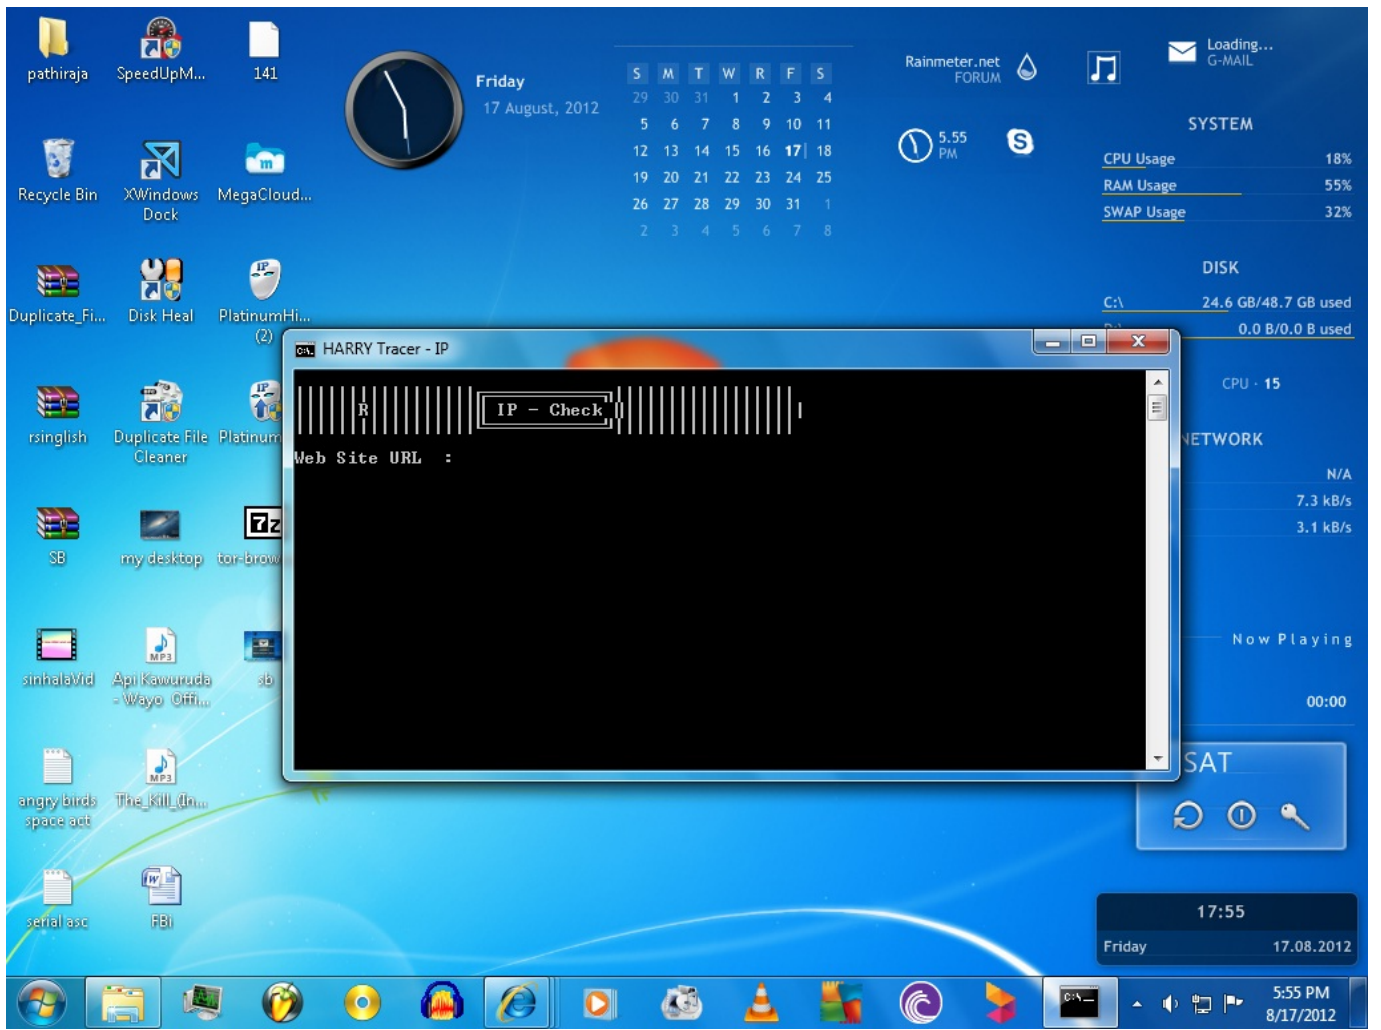 pathiraja
SpeedUpM...
141
Recycle Bin
XWindows
Dock
MegaCloud...
Duplicate_Fi...
Disk Heal
PlatinumHi...
(2)
rsinglish
Duplicate File
Cleaner
Platinum
SB
my desktop
tor-brow
sinhalaVid
Api Kawuruda
- Wayo Offi...
sb
angry birds
space act
The_Kill_(In...
serial asc
FBi
Friday
17 August, 2012
S M T W R F S
29 30 31 1 2 3 4
5 6 7 8 9 10 11
12 13 14 15 16 17 18
19 20 21 22 23 24 25
26 27 28 29 30 31 1
2 3 4 5 6 7 8
Rainmeter.net
FORUM
5.55
PM
Loading...
G-MAIL
SYSTEM
CPU Usage 18%
RAM Usage 55%
SWAP Usage 32%
DISK
C:\ 24.6 GB/48.7 GB used
0.0 B/0.0 B used
CPU · 15
NETWORK
N/A
7.3 kB/s
3.1 kB/s
Now Playing
00:00
SAT
17:55
Friday 17.08.2012
HARRY Tracer - IP
R
IP - Check
Web Site URL :
5:55 PM
8/17/2012